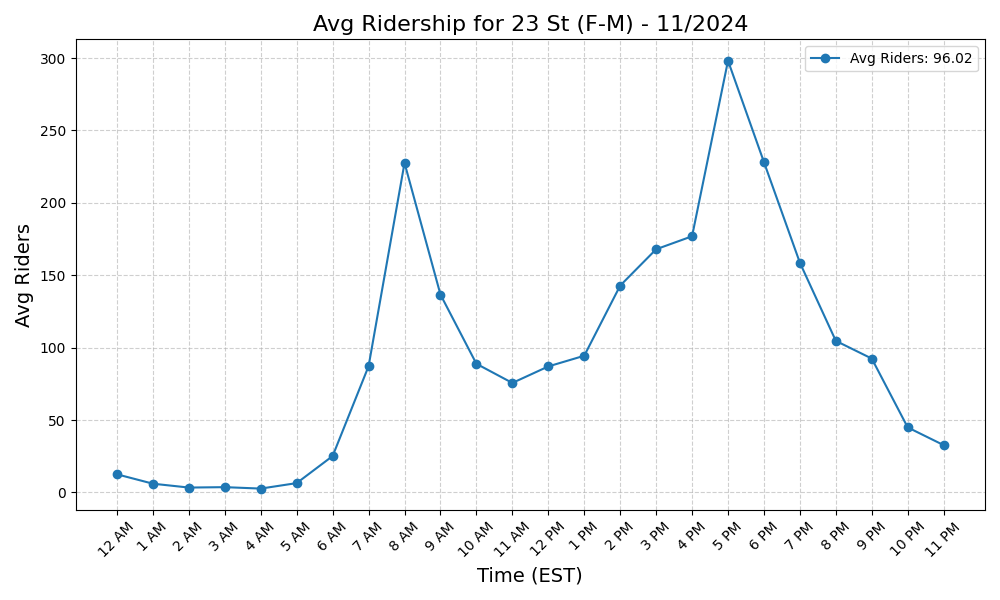 Avg Ridership for 23 St (F-M) - 11/2024
Avg Riders: 96.02
Avg Riders
300
250
200
150
100
50
0
12 AM
1 AM
2 AM
3 AM
4 AM
5 AM
6 AM
7 AM
8 AM
9 AM
10 AM
11 AM
12 PM
1 PM
2 PM
3 PM
4 PM
5 PM
6 PM
7 PM
8 PM
9 PM
10 PM
11 PM
Time (EST)